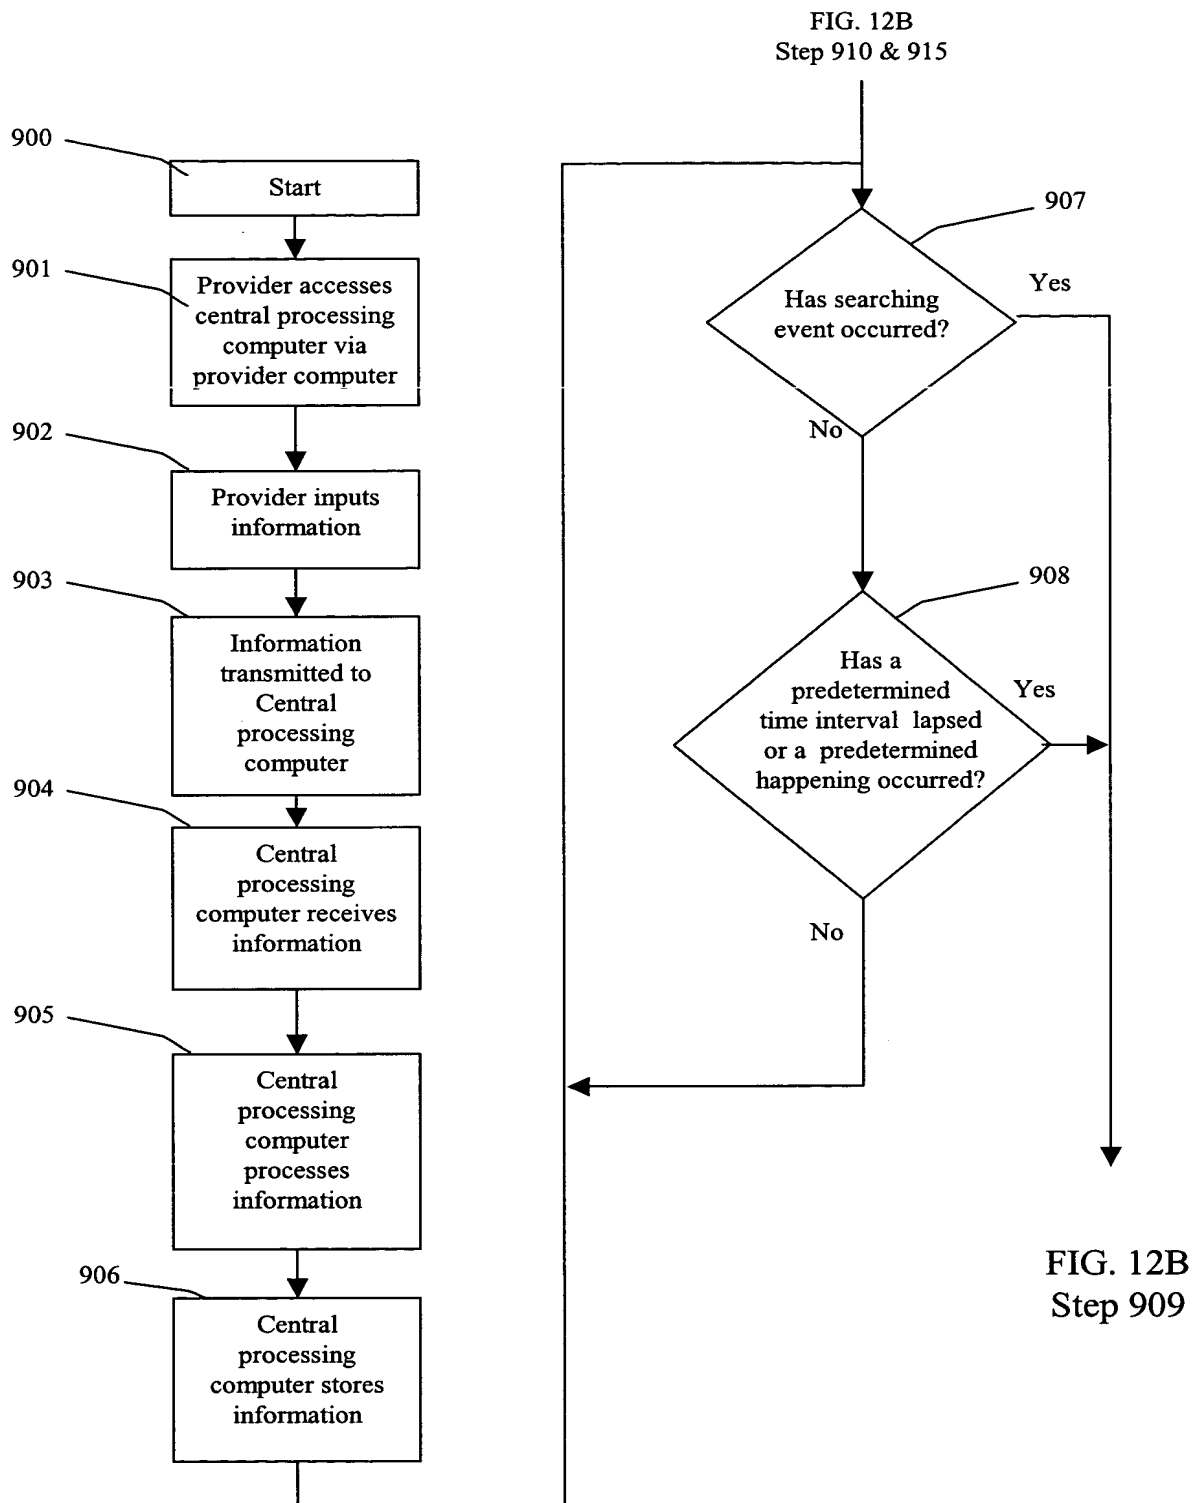 900
Start
901
Provider accesses
central processing
computer via
provider computer
902
Provider inputs
information
903
Information
transmitted to
Central
processing
computer
904
Central
processing
computer receives
information
905
Central
processing
computer
processes
information
906
Central
processing
computer stores
information
FIG. 12B
Step 910 & 915
907
Has searching
event occurred?
Yes
No
908
Has a
predetermined
time interval lapsed
or a predetermined
happening occurred?
Yes
No
FIG. 12B
Step 909